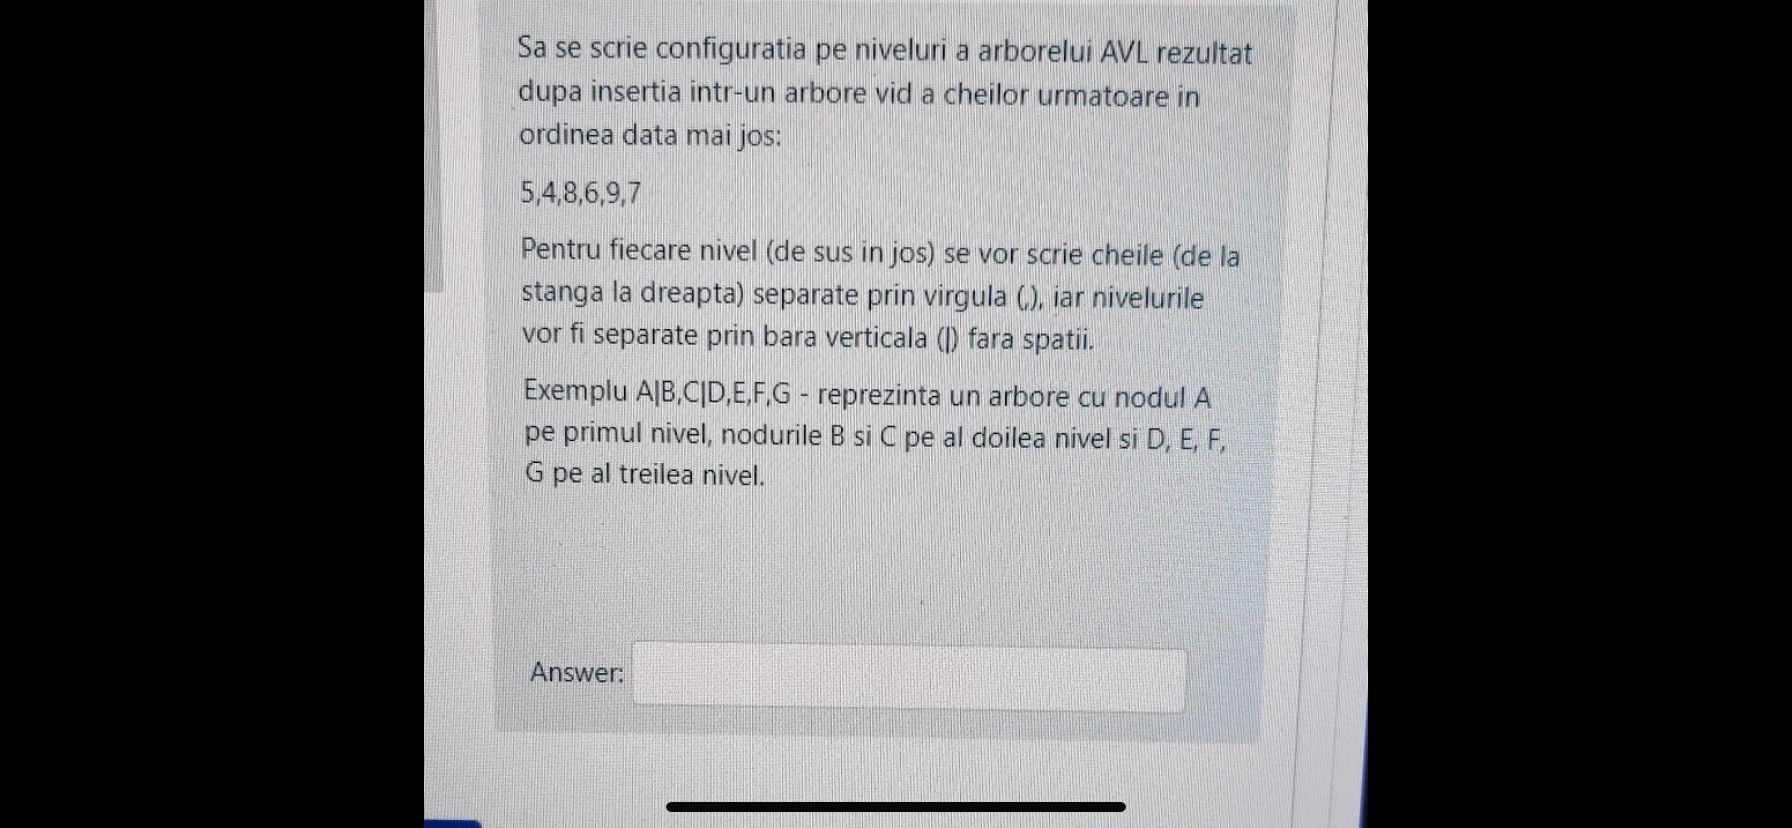 Sa se scrie configuratia pe niveluri a arborelui AVL rezultat
dupa insertia intr-un arbore vid a cheilor urmatoare in
ordinea data mai jos:
5,4,8,6,9,7
Pentru fiecare nivel (de sus in jos) se vor scrie cheile (de la
stanga la dreapta) separate prin virgula (,), iar nivelurile
vor fi separate prin bara verticala (|) fara spatii.
Exemplu A|B,C|D,E,F,G - reprezinta un arbore cu nodul A
pe primul nivel, nodurile B si C pe al doilea nivel si D, E, F,
G pe al treilea nivel.
Answer: